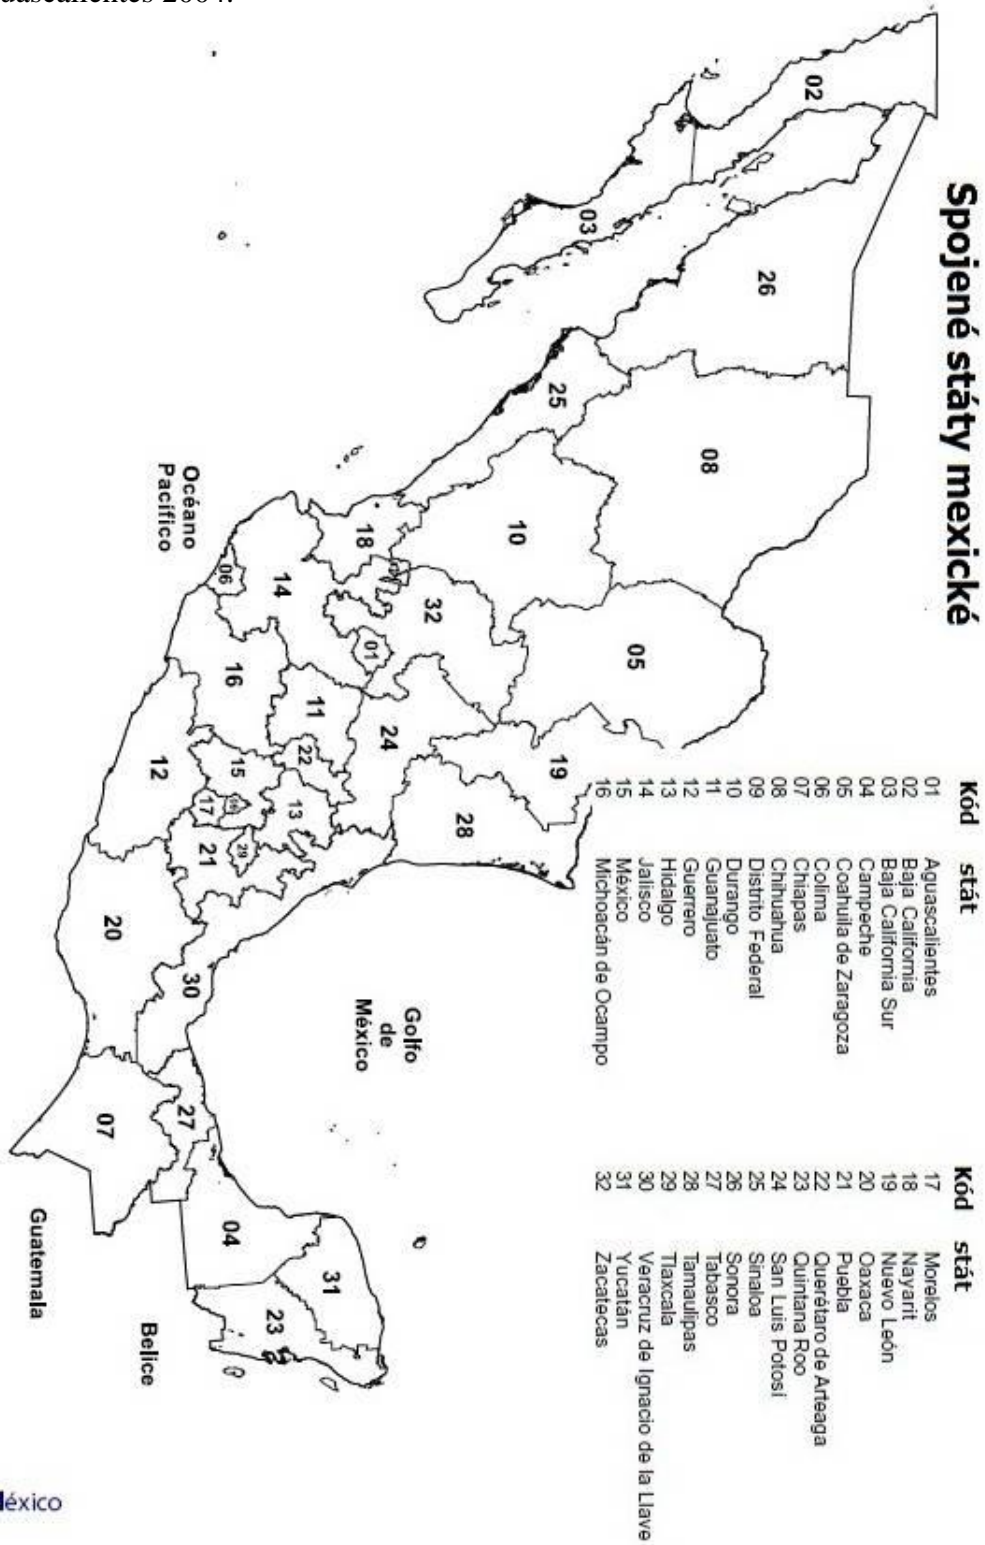 uascalientes 2004.
Spojené státy mexické
Kód stát
01 Aguascalientes
02 Baja California
03 Baja California Sur
04 Campeche
05 Coahuila de Zaragoza
06 Colima
07 Chiapas
08 Chihuahua
09 Distrito Federal
10 Durango
11 Guanajuato
12 Guerrero
13 Hidalgo
14 Jalisco
15 México
16 Michoacán de Ocampo
Kód stát
17 Morelos
18 Nayarit
19 Nuevo León
20 Oaxaca
21 Puebla
22 Querétaro de Arteaga
23 Quintana Roo
24 San Luis Potosí
25 Sinaloa
26 Sonora
27 Tabasco
28 Tamaulipas
29 Tlaxcala
30 Veracruz de Ignacio de la Llave
31 Yucatán
32 Zacatecas
02
03
26
25
08
10
05
18
14
06
32
01
16
11
24
19
22
28
12
15
13
17
29
21
20
30
27
07
04
31
23
Océano
Pacífico
Golfo
de
México
Guatemala
Belice
éxico